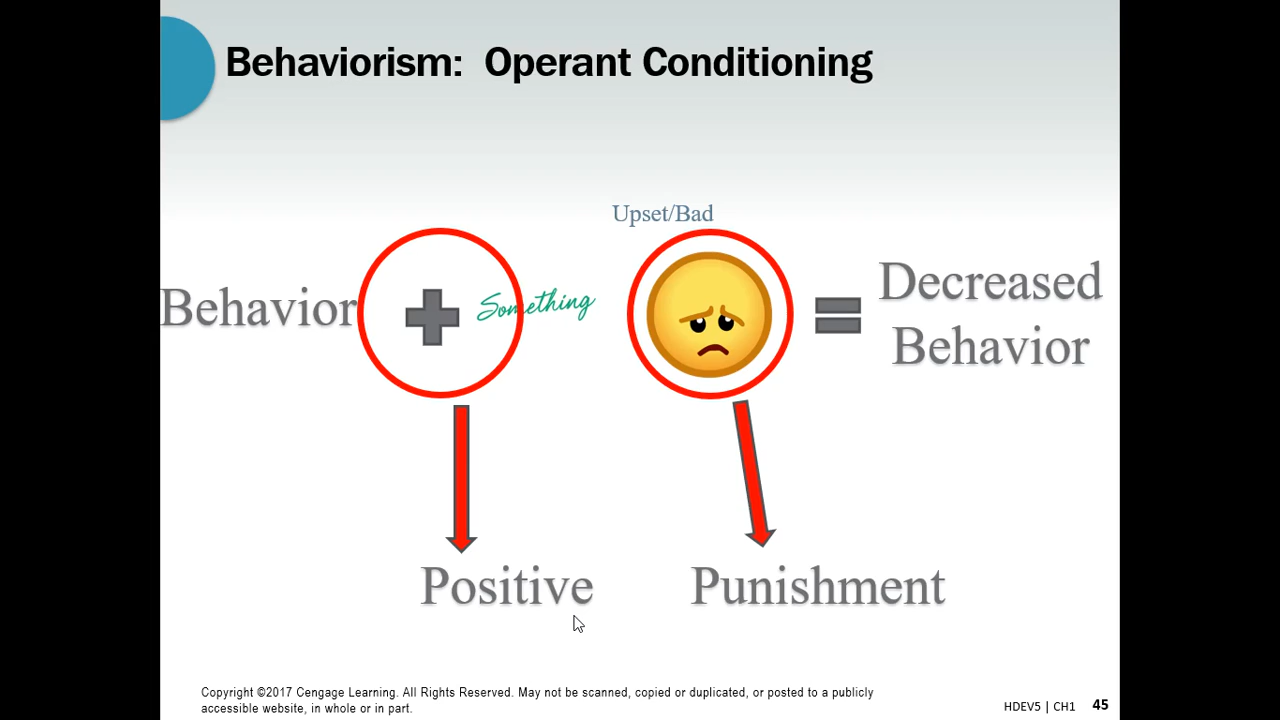 Behaviorism: Operant Conditioning
Upset/Bad
Behavior
Something
Decreased
Behavior
Positive
Punishment
Copyright ©2017 Cengage Learning. All Rights Reserved. May not be scanned, copied or duplicated, or posted to a publicly
accessible website, in whole or in part.
HDEV5 | CH1 45